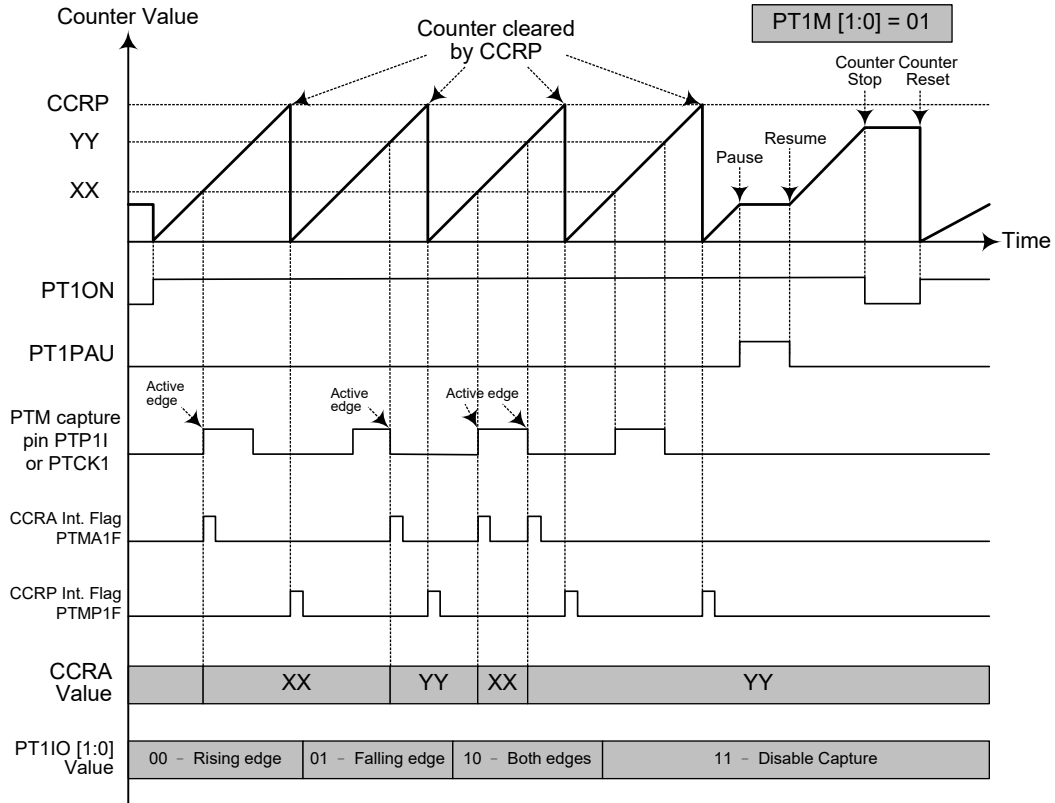 Counter Value
PT1M [1:0] = 01
Counter cleared
by CCRP
Counter
Stop
Counter
Reset
CCRP
YY
XX
Pause
Resume
Time
PT1ON
PT1PAU
Active
edge
Active
edge
Active edge
PTM capture
pin PTP1I
or PTCK1
CCRA Int. Flag
PTMA1F
CCRP Int. Flag
PTMP1F
CCRA
Value
XX
YY
XX
YY
PT1IO [1:0]
Value
00 - Rising edge
01 - Falling edge
10 - Both edges
11 - Disable Capture